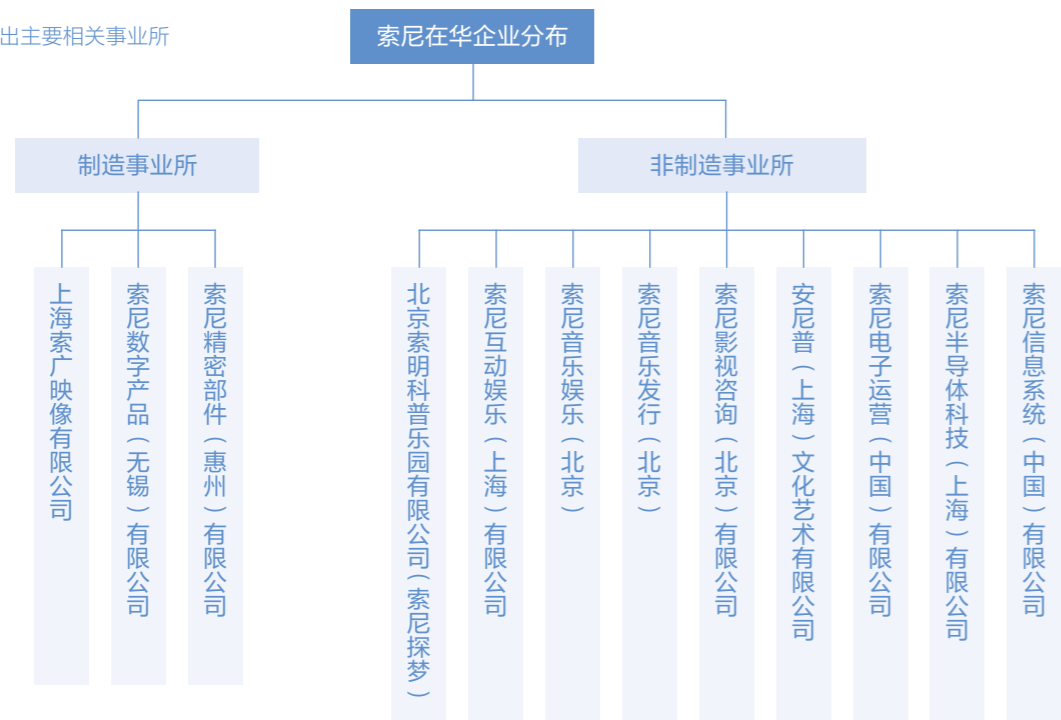 出主要相关事业所
索尼在华企业分布
制造事业所
非制造事业所
上海索广映像有限公司
索尼数字产品（无锡）有限公司
索尼精密部件（惠州）有限公司
北京索明科普乐园有限公司（索尼探梦）
索尼互动娱乐（上海）有限公司
索尼音乐娱乐（北京）
索尼音乐发行（北京）
索尼影视咨询（北京）有限公司
安尼普（上海）文化艺术有限公司
索尼电子运营（中国）有限公司
索尼半导体科技（上海）有限公司
索尼信息系统（中国）有限公司